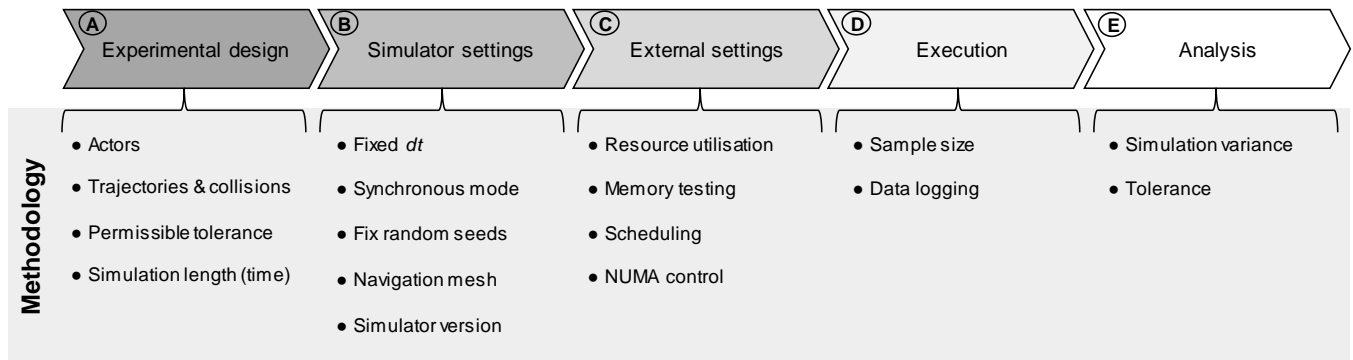 A
Experimental design
B
Simulator settings
C
External settings
D
Execution
E
Analysis
Methodology
● Actors
● Trajectories & collisions
● Permissible tolerance
● Simulation length (time)
● Fixed dt
● Synchronous mode
● Fix random seeds
● Navigation mesh
● Simulator version
● Resource utilisation
● Memory testing
● Scheduling
● NUMA control
● Sample size
● Data logging
● Simulation variance
● Tolerance